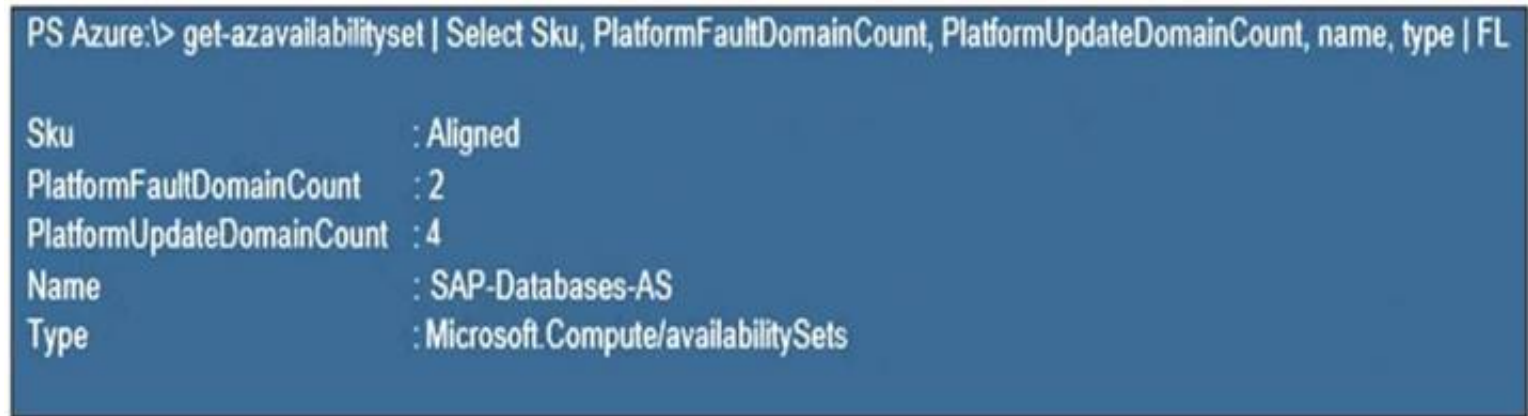 PS Azure:\> get-azavailabilityset | Select Sku, PlatformFaultDomainCount, PlatformUpdateDomainCount, name, type | FL
Sku : Aligned
PlatformFaultDomainCount : 2
PlatformUpdateDomainCount : 4
Name : SAP-Databases-AS
Type : Microsoft.Compute/availabilitySets